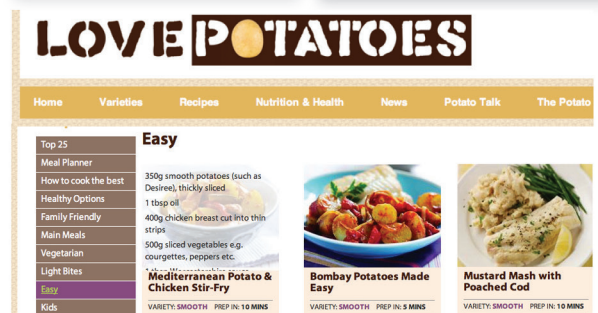 LOVE POTATOES
Home Varieties Recipes Nutrition & Health News Potato Talk The Potato
Top 25
Meal Planner
How to cook the best
Healthy Options
Family Friendly
Main Meals
Vegetarian
Light Bites
Easy
Kids
Easy
350g smooth potatoes (such as
Desiree), thickly sliced
1 tbsp oil
400g chicken breast cut into thin
strips
500g sliced vegetables e.g.
courgettes, peppers etc.
Mediterranean Potato &
Chicken Stir-Fry
VARIETY: SMOOTH PREP IN: 10 MINS
Bombay Potatoes Made
Easy
VARIETY: SMOOTH PREP IN: 5 MINS
Mustard Mash with
Poached Cod
VARIETY: SMOOTH PREP IN: 10 MINS